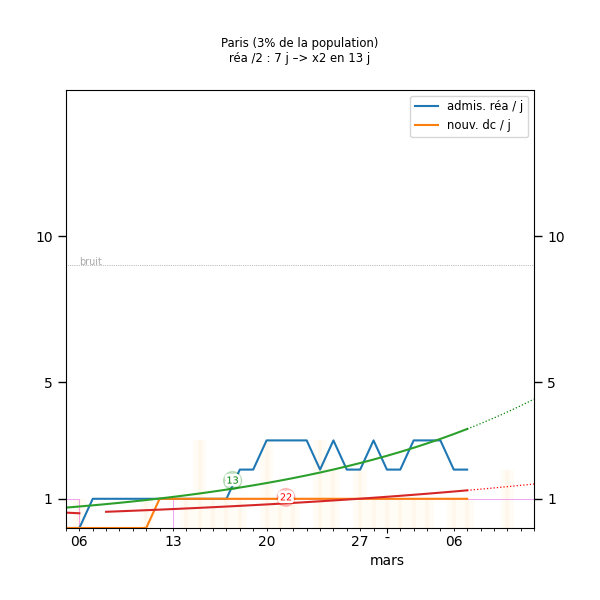 Paris (3% de la population)
réa /2 : 7 j –> x2 en 13 j
admis. réa / j
nouv. dc / j
10
10
bruit
5
5
13
22
1
1
06
13
20
27
06
mars